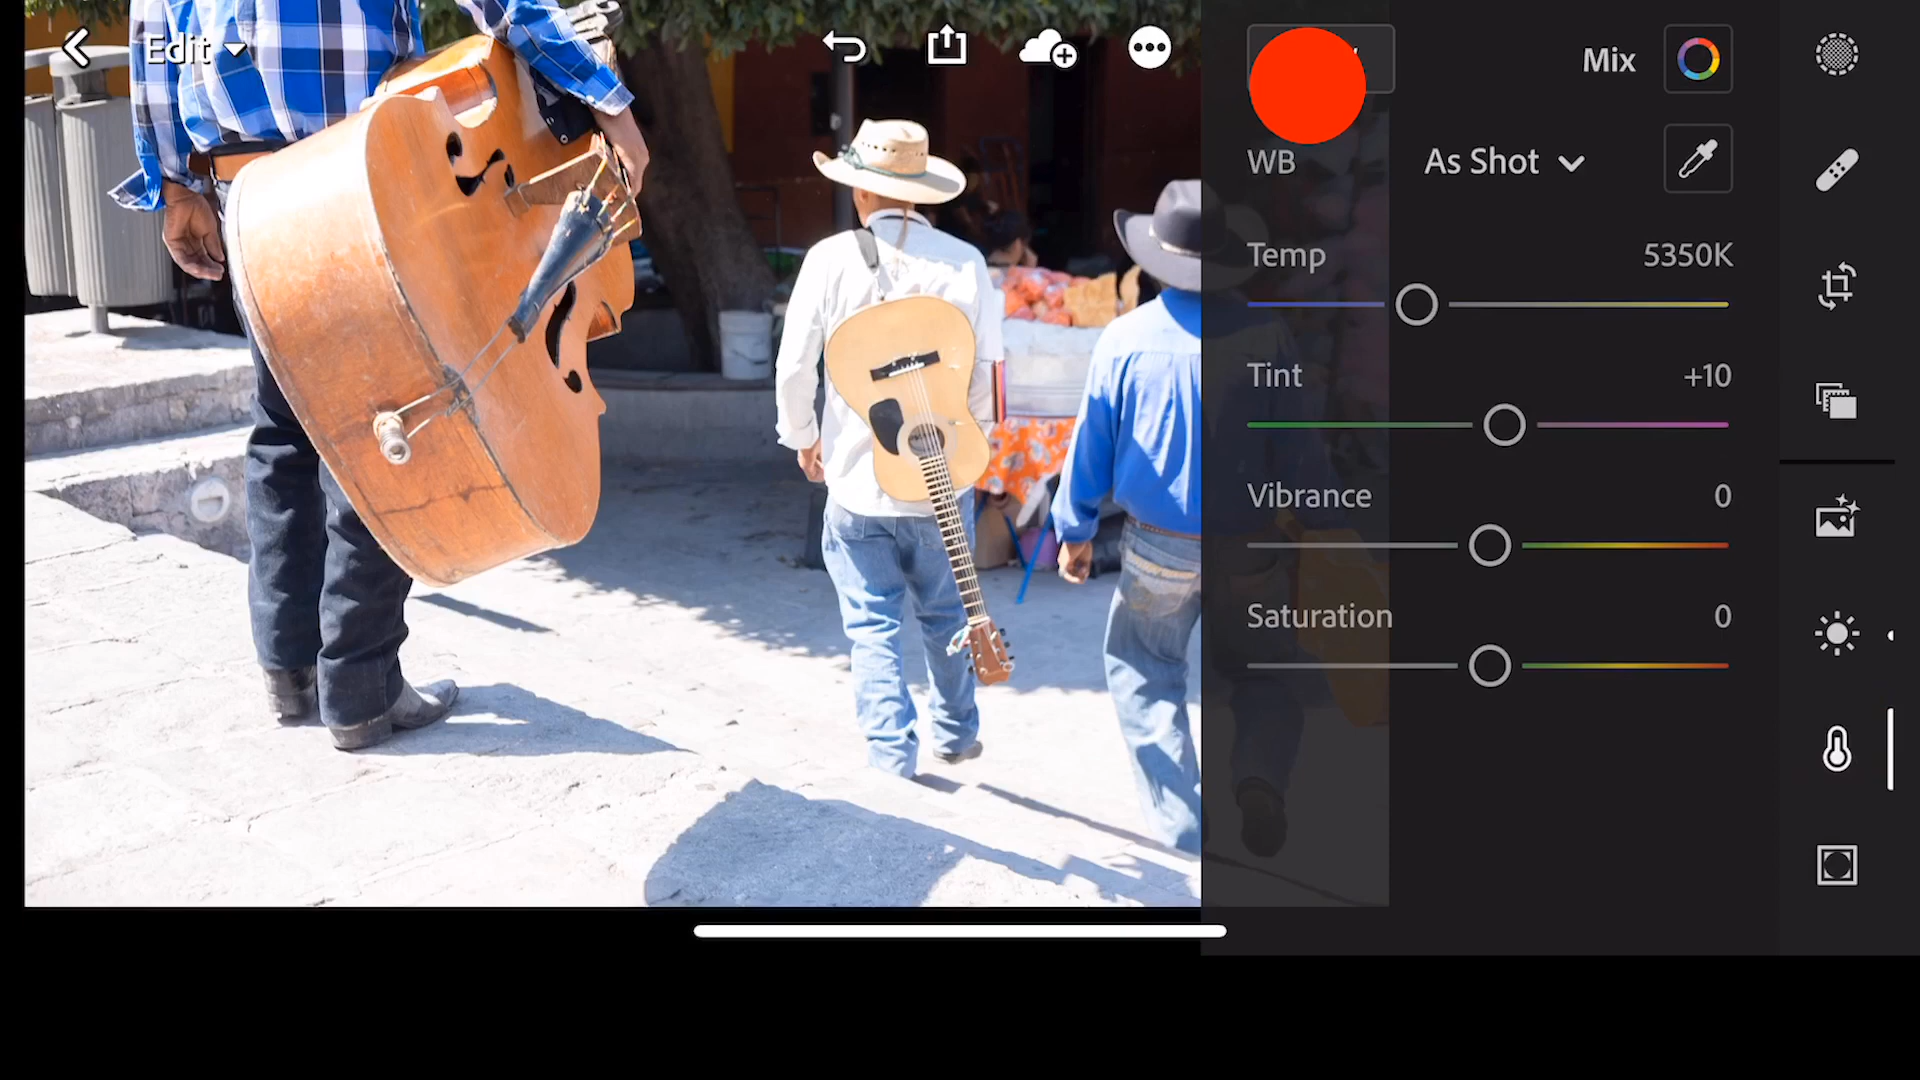 Edit
Mix
WB As Shot
Temp 5350K
Tint +10
Vibrance 0
Saturation 0